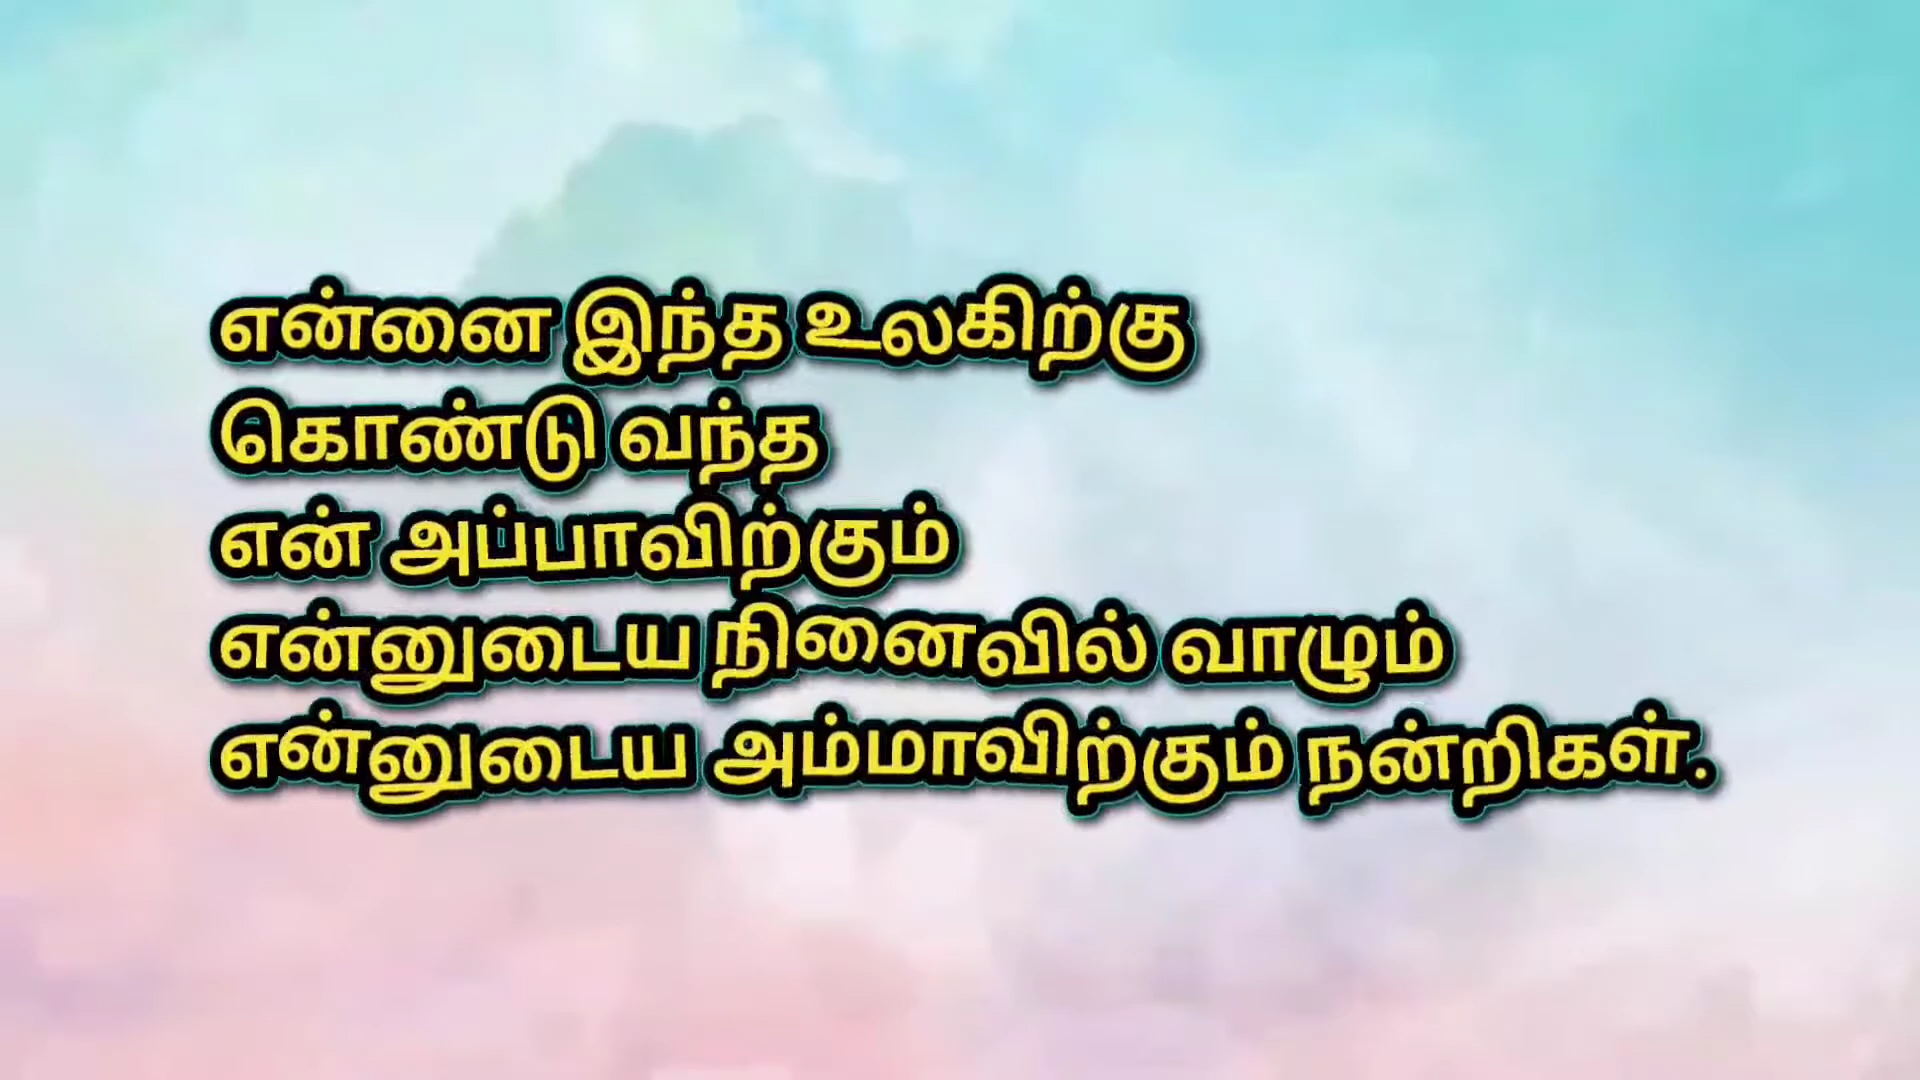 என்னை இந்த உலகிற்கு
கொண்டு வந்த
என் அப்பாவிற்கும்
என்னுடைய நினைவில் வாழும்
என்னுடைய அம்மாவிற்கும் நன்றிகள்.